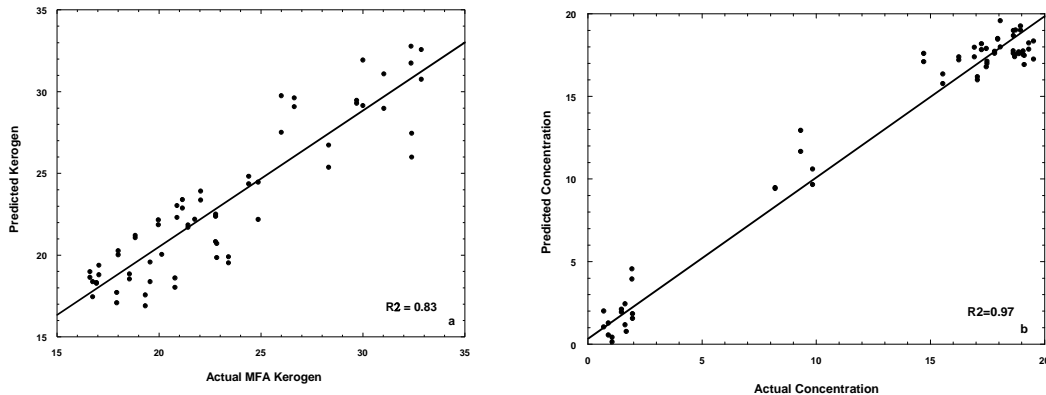 Predicted Kerogen
35
30
25
20
15
15 20 25 30 35
Actual MFA Kerogen
R2 = 0.83
a
Predicted Concentration
20
15
10
5
0
0 5 10 15 20
Actual Concentration
R2=0.97
b